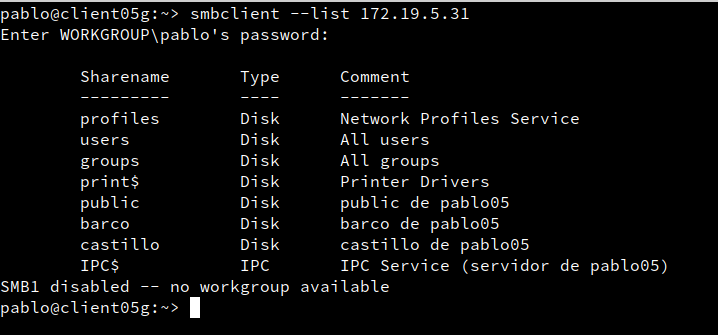 pablo@client05g:~> smbclient --list 172.19.5.31
Enter WORKGROUP\pablo's password:
Sharename Type Comment
--------- ---- -------
profiles Disk Network Profiles Service
users Disk All users
groups Disk All groups
print$ Disk Printer Drivers
public Disk public de pablo05
barco Disk barco de pablo05
castillo Disk castillo de pablo05
IPC$ IPC IPC Service (servidor de pablo05)
SMB1 disabled -- no workgroup available
pablo@client05g:~>